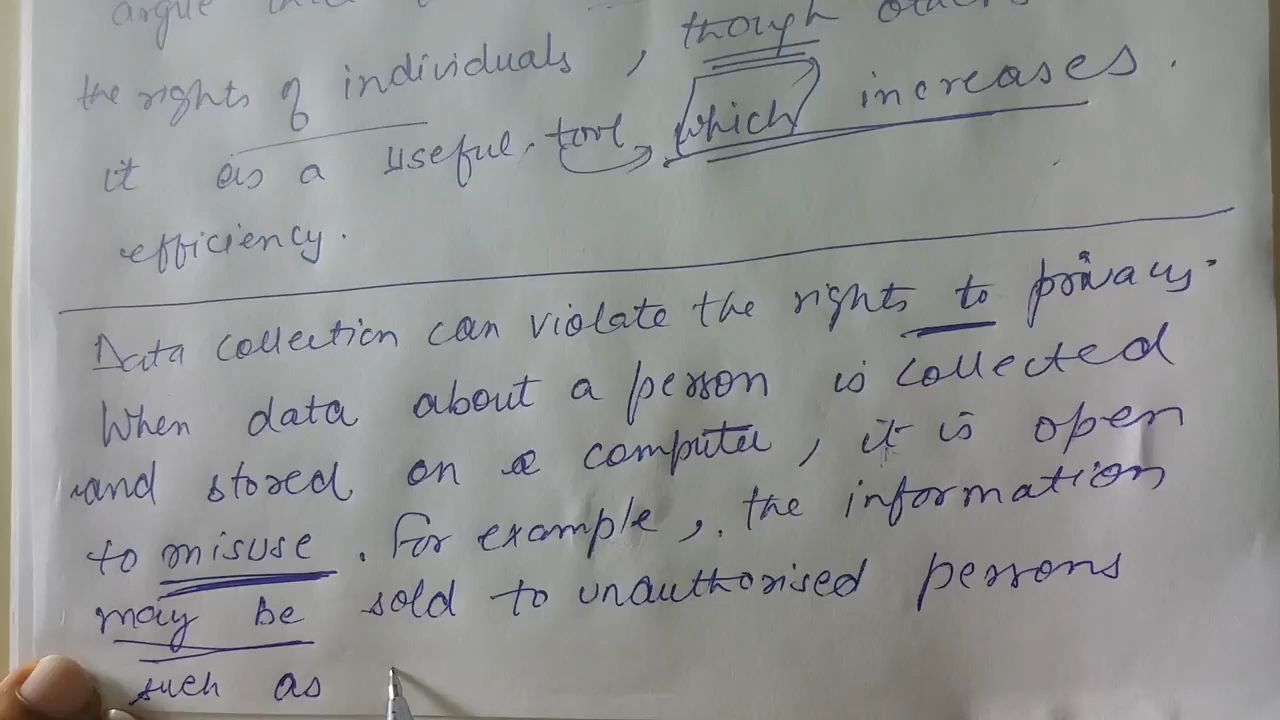 argue
the rights of individuals, though
it as a useful tool, which increases.
efficiency.
Data collection can violate the rights to privacy.
When data about a person is collected
and stored on a computer, it is open
to misuse. For example, the information
may be sold to unauthorised persons
such as